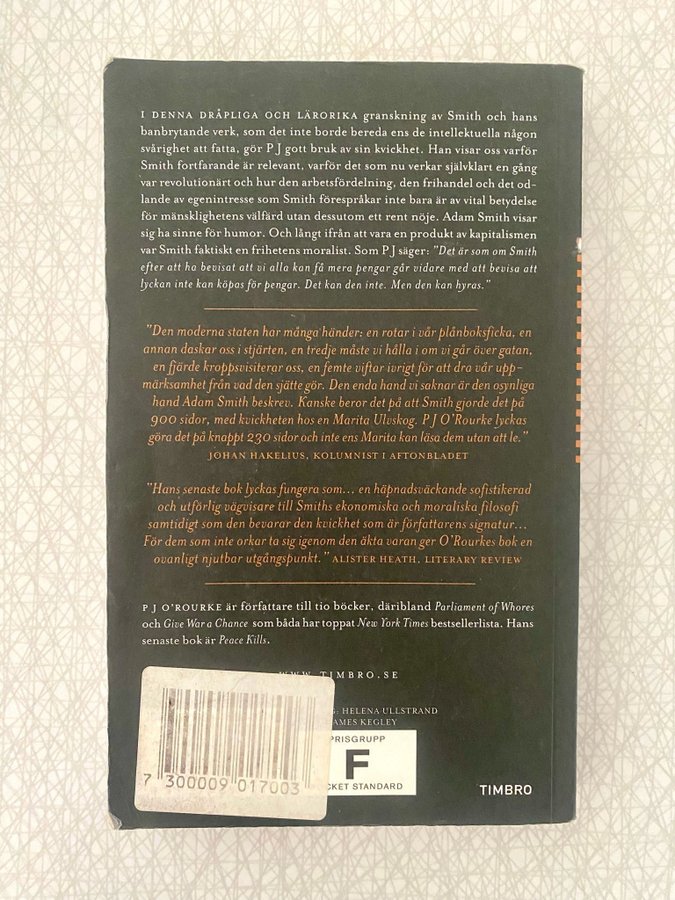 I DENNA DRÅPLIGA OCH LÄRORIKA granskning av Smith och hans
banbrytande verk, som det inte borde bereda ens de intellektuella någon
svårighet att fatta, gör P J gott bruk av sin kvickhet. Han visar oss varför
Smith fortfarande är relevant, varför det som nu verkar självklart en gång
var revolutionärt och hur den arbetsfördelning, den frihandel och det od-
lande av egenintresse som Smith förespråkar inte bara är av vital betydelse
för mänsklighetens välfärd utan dessutom ett rent nöje. Adam Smith visar
sig ha sinne för humor. Och långt ifrån att vara en produkt av kapitalismen
var Smith faktiskt en frihetens moralist. Som P J säger: "Det är som om Smith
efter att ha bevisat att vi alla kan få mera pengar går vidare med att bevisa att
lyckan inte kan köpas för pengar. Det kan den inte. Men den kan hyras."
"Den moderna staten har många händer: en rotar i vår plånboksficka, en
annan daskar oss i stjärten, en tredje måste vi hålla i om vi går över gatan,
en fjärde kroppsvisiterar oss, en femte viftar ivrigt för att dra vår upp-
märksamhet från vad den sjätte gör. Den enda hand vi saknar är den osynliga
hand Adam Smith beskrev. Kanske beror det på att Smith gjorde det på
900 sidor, med kvickheten hos en Marita Ulvskog. P J O'Rourke lyckas
göra det på knappt 230 sidor och inte ens Marita kan läsa dem utan att le."
JOHAN HAKELIUS, KOLUMNIST I AFTONBLADET
"Hans senaste bok lyckas fungera som... en häpnadsväckande sofistikerad
och utförlig vägvisare till Smiths ekonomiska och moraliska filosofi
samtidigt som den bevarar den kvickhet som är författarens signatur...
För dem som inte orkar ta sig igenom den äkta varan ger O'Rourkes bok en
ovanligt njutbar utgångspunkt." ALISTER HEATH, LITERARY REVIEW
P J O'ROURKE är författare till tio böcker, däribland Parliament of Whores
och Give War a Chance som båda har toppat New York Times bestsellerlista. Hans
senaste bok är Peace Kills.
WWW.TIMBRO.SE
: HELENA ULLSTRAND
AMES KEGLEY
PRISGRUPP
F
CKET STANDARD
7 300009 017003
TIMBRO